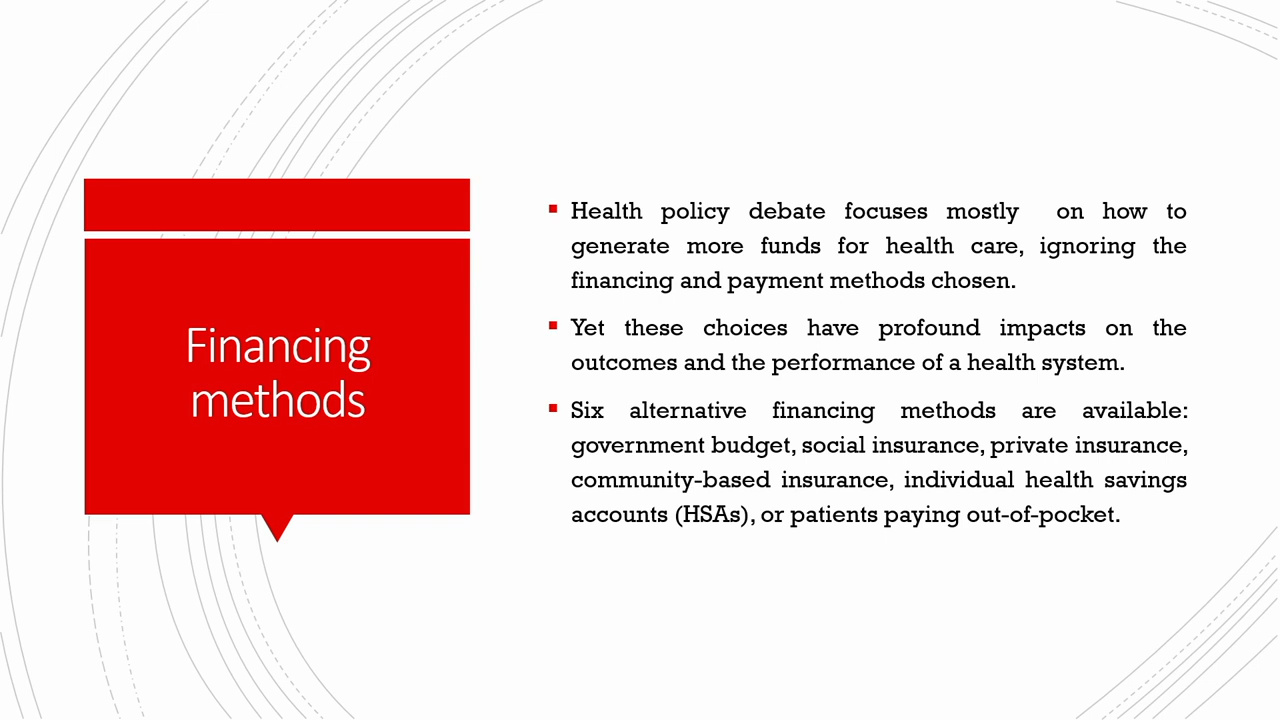 Financing
methods
Health policy debate focuses mostly on how to
generate more funds for health care, ignoring the
financing and payment methods chosen.
Yet these choices have profound impacts on the
outcomes and the performance of a health system.
Six alternative financing methods are available:
government budget, social insurance, private insurance,
community-based insurance, individual health savings
accounts (HSAs), or patients paying out-of-pocket.